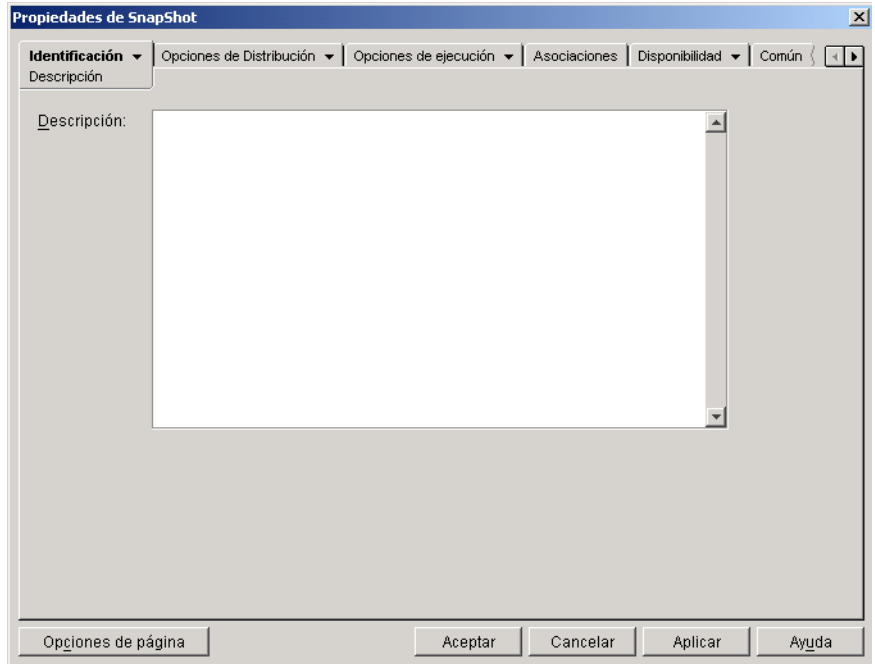 Propiedades de SnapShot
Identificación Opciones de Distribución Opciones de ejecución Asociaciones Disponibilidad Común
Descripción
Descripción:
Opciones de página Aceptar Cancelar Aplicar Ayuda